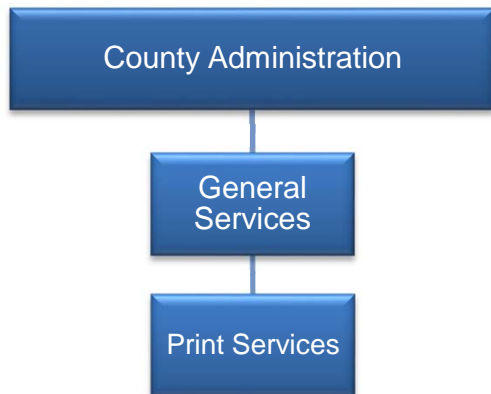 County Administration
General
Services
Print Services